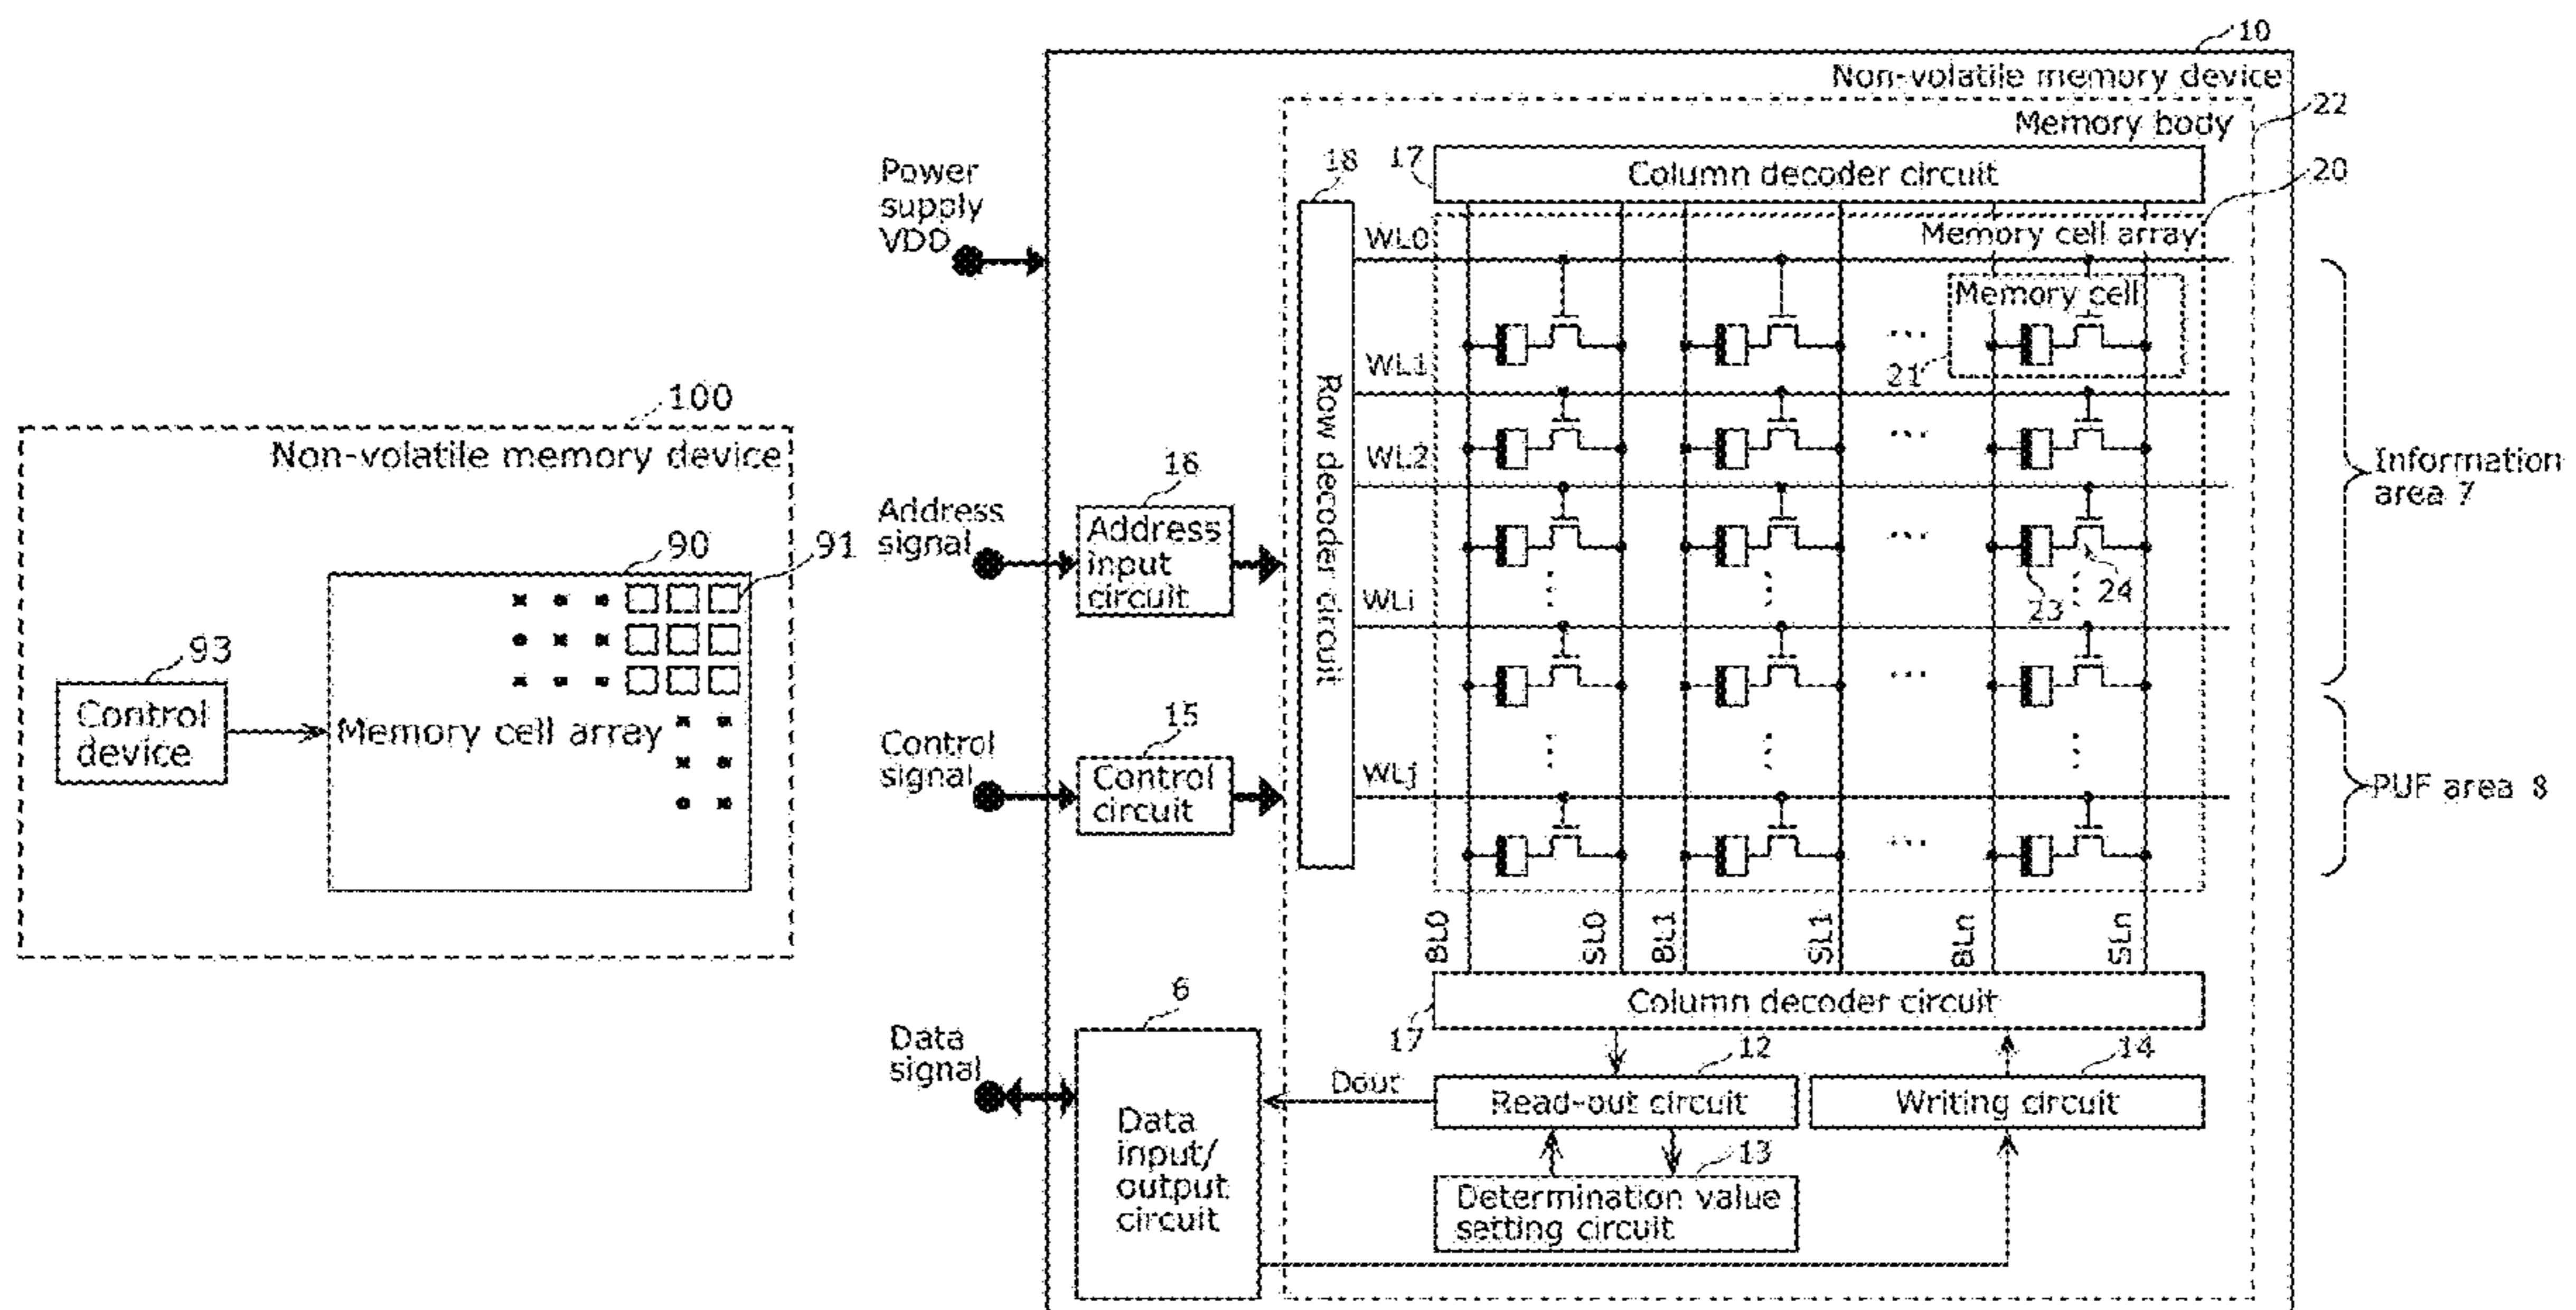 100
Non-volatile memory device
90
91
93
Control
device
Memory cell array
10
Non-volatile memory device
22
Memory body
Power
supply
VDD
18
17
Column decoder circuit
20
Row decoder circuit
WL0
Memory cell array
Memory cell
WL1
21
WL2
Information
area 7
16
Address
signal
Address
input
circuit
WLi
23
24
15
Control
signal
Control
circuit
WLj
PUF area 8
BL0
SL0
BL1
SL1
BLn
SLn
Column decoder circuit
17
6
Data
signal
Data
input/
output
circuit
Dout
12
Read-out circuit
14
Writing circuit
13
Determination value
setting circuit